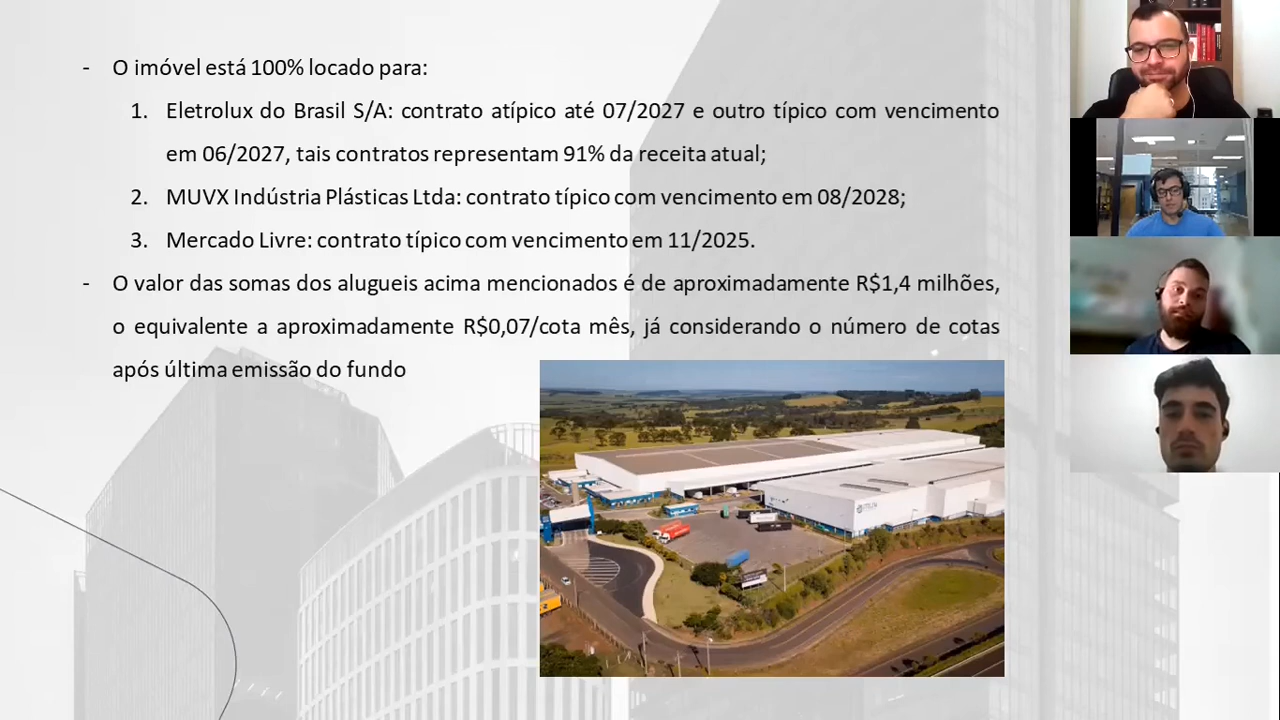 - O imóvel está 100% locado para:
1. Eletrolux do Brasil S/A: contrato atípico até 07/2027 e outro típico com vencimento
em 06/2027, tais contratos representam 91% da receita atual;
2. MUVX Indústria Plásticas Ltda: contrato típico com vencimento em 08/2028;
3. Mercado Livre: contrato típico com vencimento em 11/2025.
- O valor das somas dos alugueis acima mencionados é de aproximadamente R$1,4 milhões,
o equivalente a aproximadamente R$0,07/cota mês, já considerando o número de cotas
após última emissão do fundo